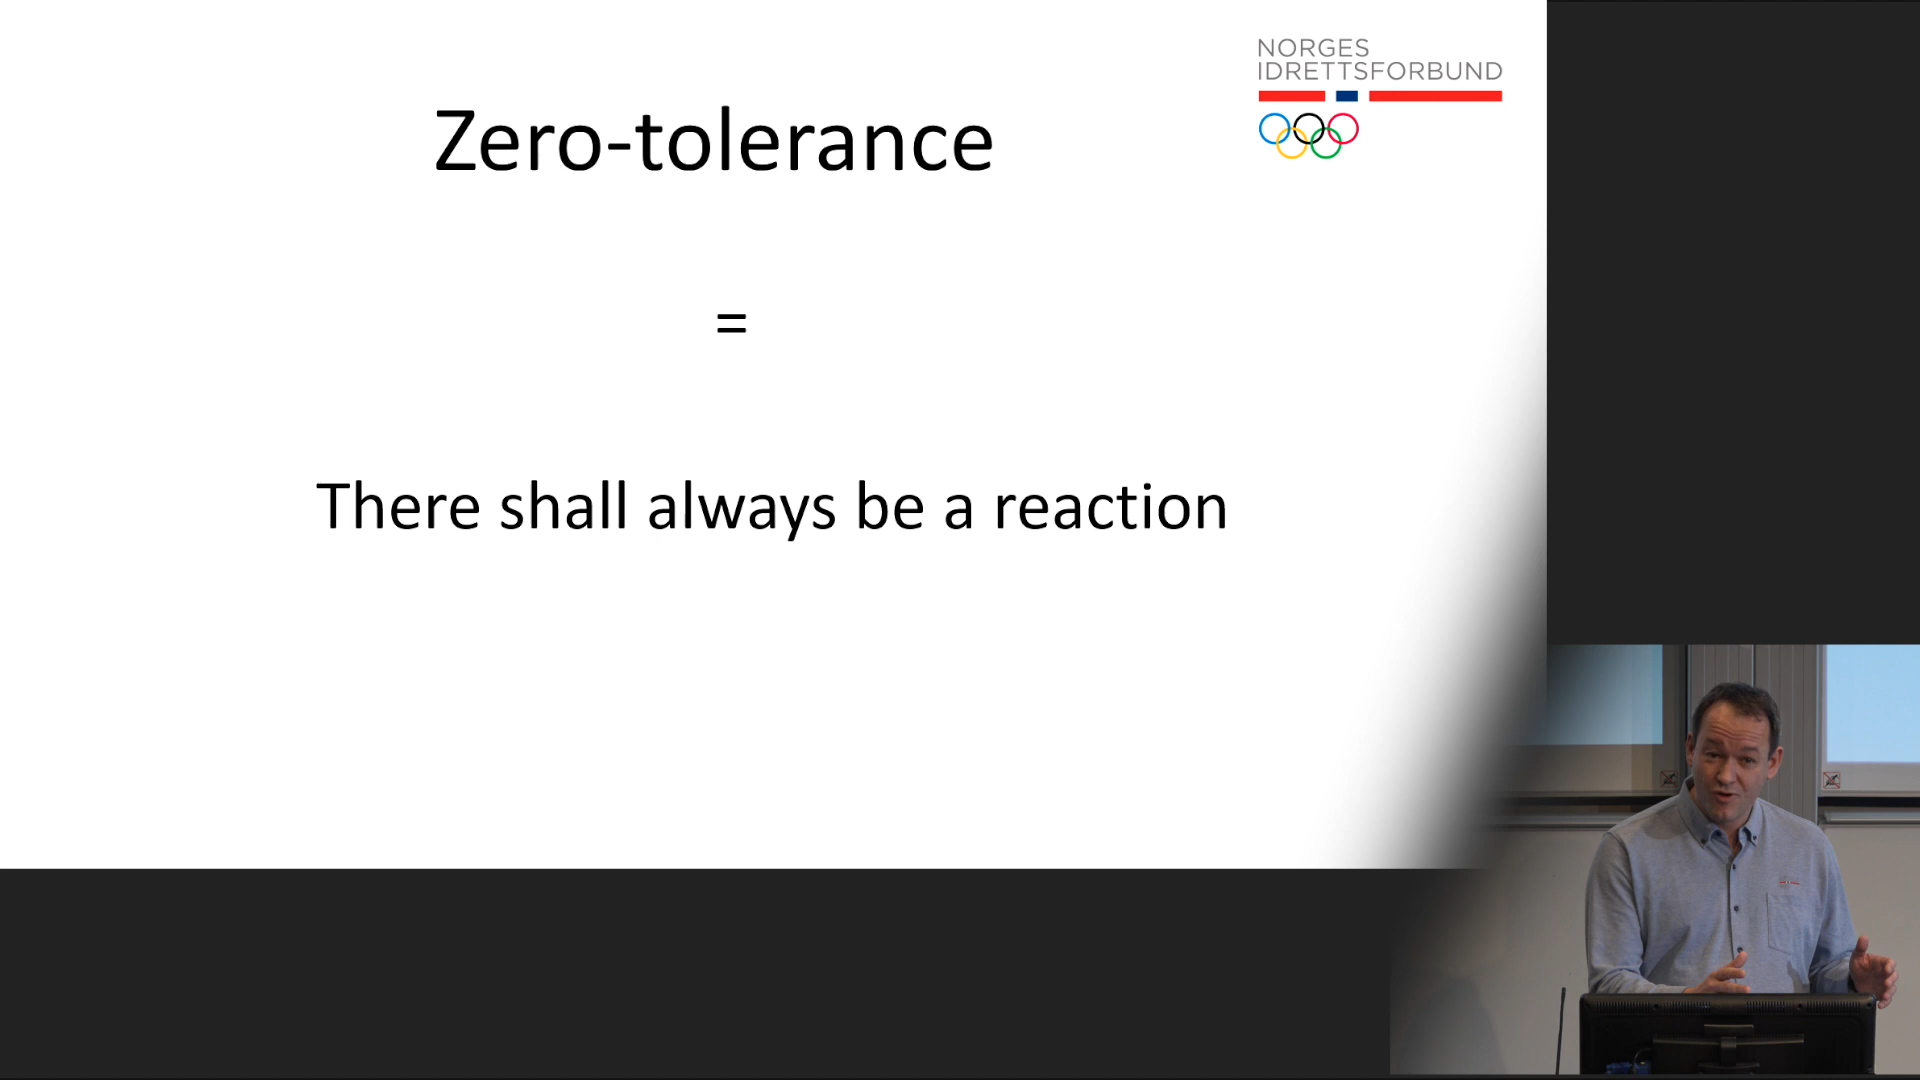 NORGES
IDRETTSFORBUND
Zero-tolerance
=
There shall always be a reaction